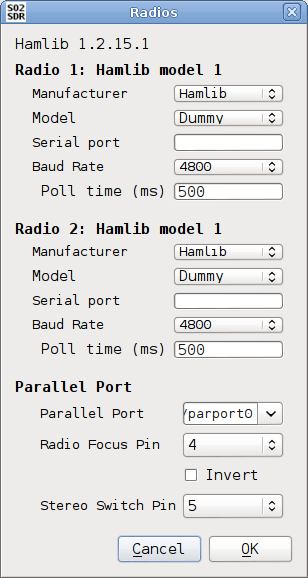 SO2
SDR
Radios
Hamlib 1.2.15.1
Radio 1: Hamlib model 1
Manufacturer Hamlib
Model Dummy
Serial port
Baud Rate 4800
Poll time (ms) 500
Radio 2: Hamlib model 1
Manufacturer Hamlib
Model Dummy
Serial port
Baud Rate 4800
Poll time (ms) 500
Parallel Port
Parallel Port /parport0
Radio Focus Pin 4
Invert
Stereo Switch Pin 5
Cancel OK